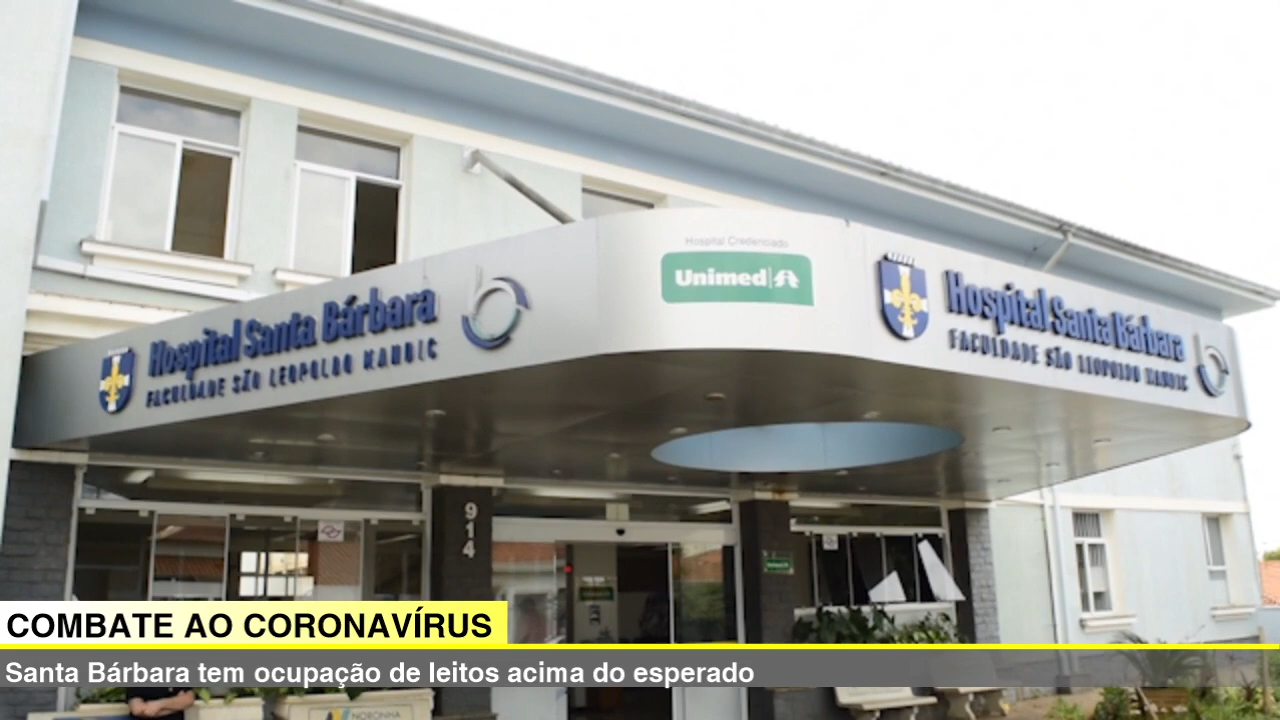 Hospital Credenciado
Unimed
Hospital Santa Bárbara
FACULDADE SÃO LEOPOLDO MANDIC
Hospital Santa Bárbara
FACULDADE SÃO LEOPOLDO MANDIC
914
COMBATE AO CORONAVÍRUS
Santa Bárbara tem ocupação de leitos acima do esperado
NORONHA